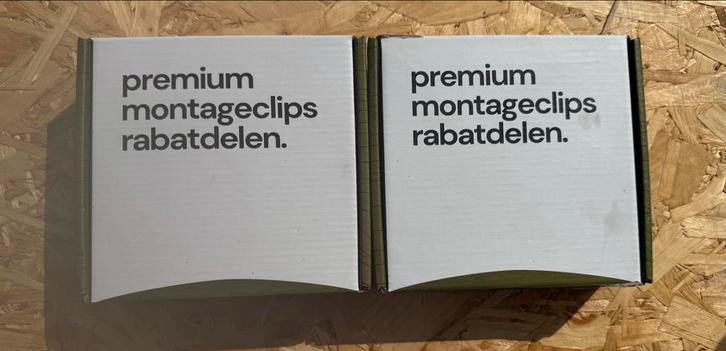 premium
montageclips
rabatdelen.
premium
montageclips
rabatdelen.